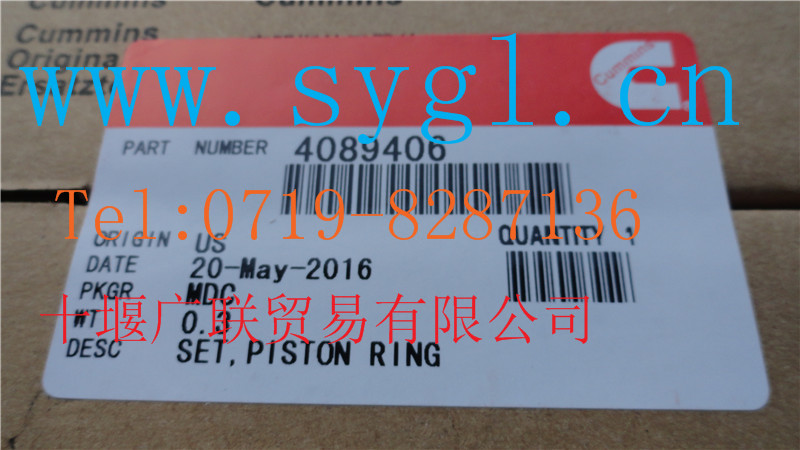 Cummins
Cummins
Origina
Ersatzte
Cummins
www.sygl.cn
PART NUMBER 4089406
Tel:0719-8287136
ORIGIN US
QUANTITY 1
DATE 20-May-2016
PKGR MDC
十堰广联贸易有限公司
WT 0.3
DESC SET, PISTON RING